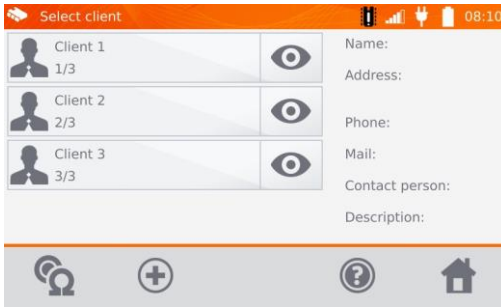 Select client
08:10
Client 1
1/3
Client 2
2/3
Client 3
3/3
Name:
Address:
Phone:
Mail:
Contact person:
Description: